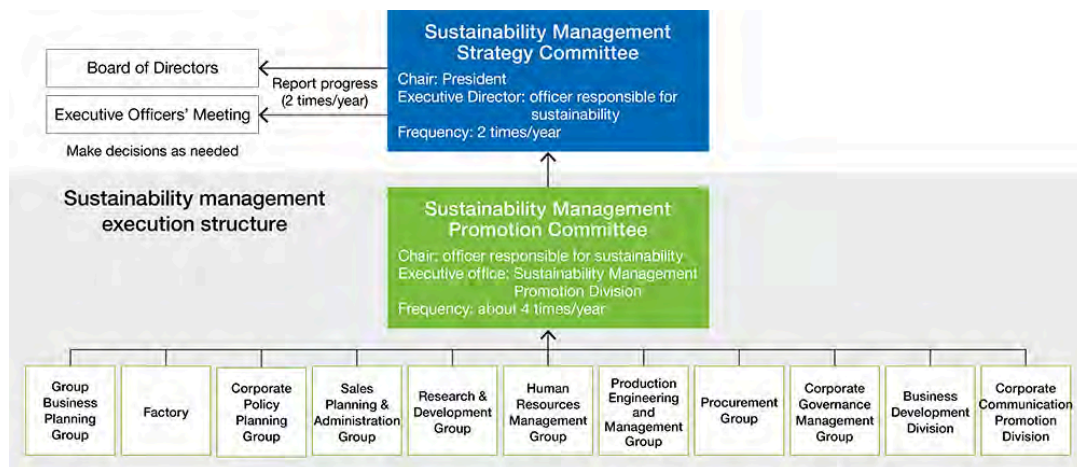 Sustainability Management
Strategy Committee
Chair: President
Executive Director: officer responsible for
sustainability
Frequency: 2 times/year
Board of Directors
Report progress
(2 times/year)
Executive Officers' Meeting
Make decisions as needed
Sustainability management
execution structure
Sustainability Management
Promotion Committee
Chair: officer responsible for sustainability
Executive office: Sustainability Management
Promotion Division
Frequency: about 4 times/year
Group
Business
Planning
Group
Factory
Corporate
Policy
Planning
Group
Sales
Planning &
Administration
Group
Research &
Development
Group
Human
Resources
Management
Group
Production
Engineering
and
Management
Group
Procurement
Group
Corporate
Governance
Management
Group
Business
Development
Division
Corporate
Communication
Promotion
Division